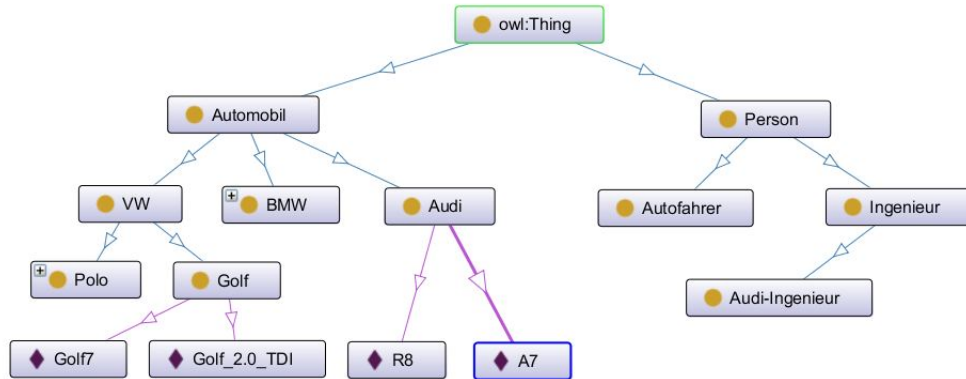 owl:Thing
Automobil
Person
VW
BMW
Audi
Autofahrer
Ingenieur
Polo
Golf
Audi-Ingenieur
Golf7
Golf_2.0_TDI
R8
A7